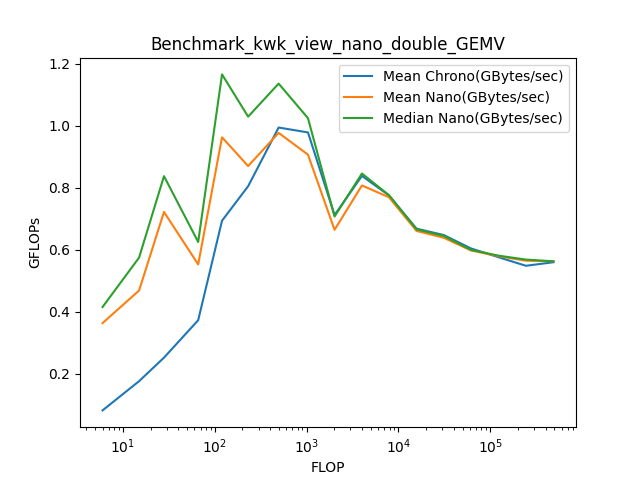 Benchmark_kwk_view_nano_double_GEMV
Mean Chrono(GBytes/sec)
Mean Nano(GBytes/sec)
Median Nano(GBytes/sec)
GFLOPs
1.2
1.0
0.8
0.6
0.4
0.2
10^1 10^2 10^3 10^4 10^5
FLOP